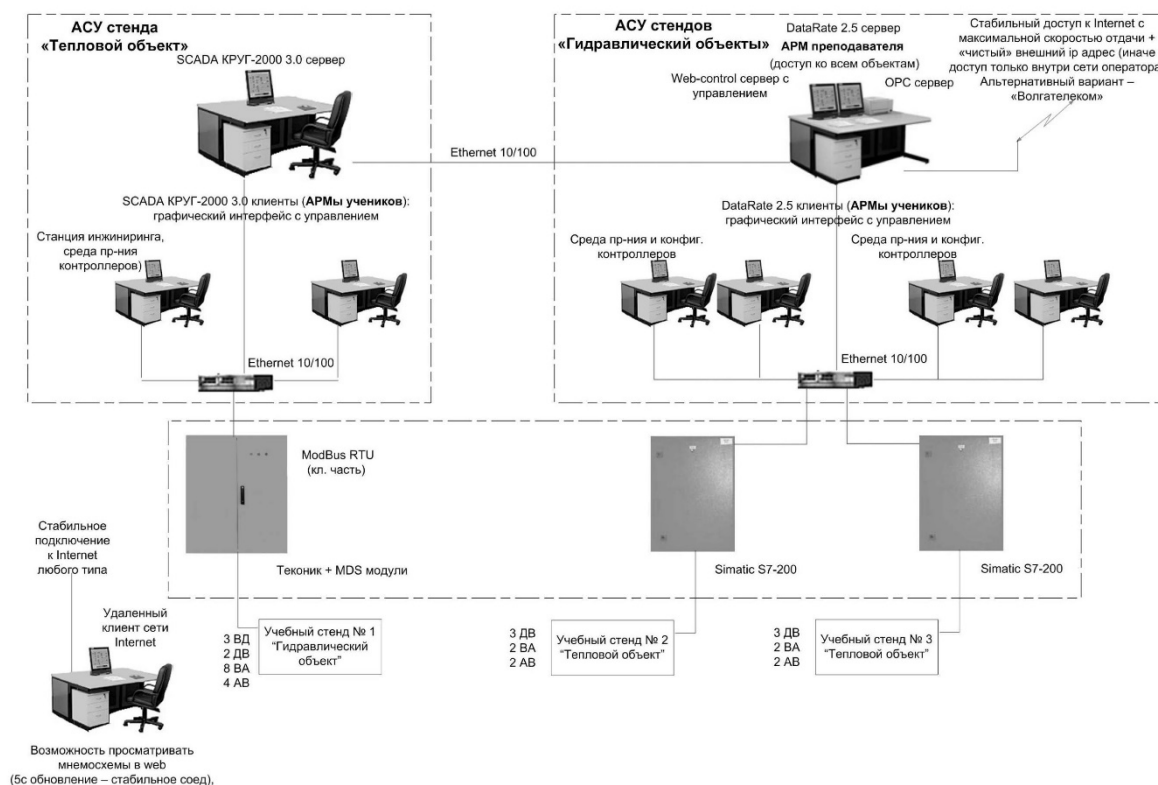 АСУ стенда
«Тепловой объект»
SCADA КРУГ-2000 3.0 сервер
АСУ стендов
«Гидравлический объекты»
DataRate 2.5 сервер
АРМ преподавателя
(доступ ко всем объектам)
Web-control сервер с
управлением
OPC сервер
Стабильный доступ к Internet с
максимальной скоростью отдачи +
«чистый» внешний ip адрес (иначе
доступ только внутри сети оператора
Альтернативный вариант –
«Волгателеком»
Ethernet 10/100
SCADA КРУГ-2000 3.0 клиенты (АРМы учеников):
графический интерфейс с управлением
Станция инжиниринга,
среда пр-ния
контроллеров)
Ethernet 10/100
DataRate 2.5 клиенты (АРМы учеников):
графический интерфейс с управлением
Среда пр-ния и конфиг.
контроллеров
Среда пр-ния и конфиг.
контроллеров
Ethernet 10/100
ModBus RTU
(кл. часть)
Теконик + MDS модули
Simatic S7-200
Simatic S7-200
Стабильное
подключение
к Internet
любого типа
Удаленный
клиент сети
Internet
3 ВД
2 ДВ
8 ВА
4 АВ
Учебный стенд № 1
“Гидравлический
объект”
3 ДВ
2 ВА
2 АВ
Учебный стенд № 2
“Тепловой объект”
3 ДВ
2 ВА
2 АВ
Учебный стенд № 3
“Тепловой объект”
Возможность просматривать
мнемосхемы в web
(5с обновление – стабильное соед),